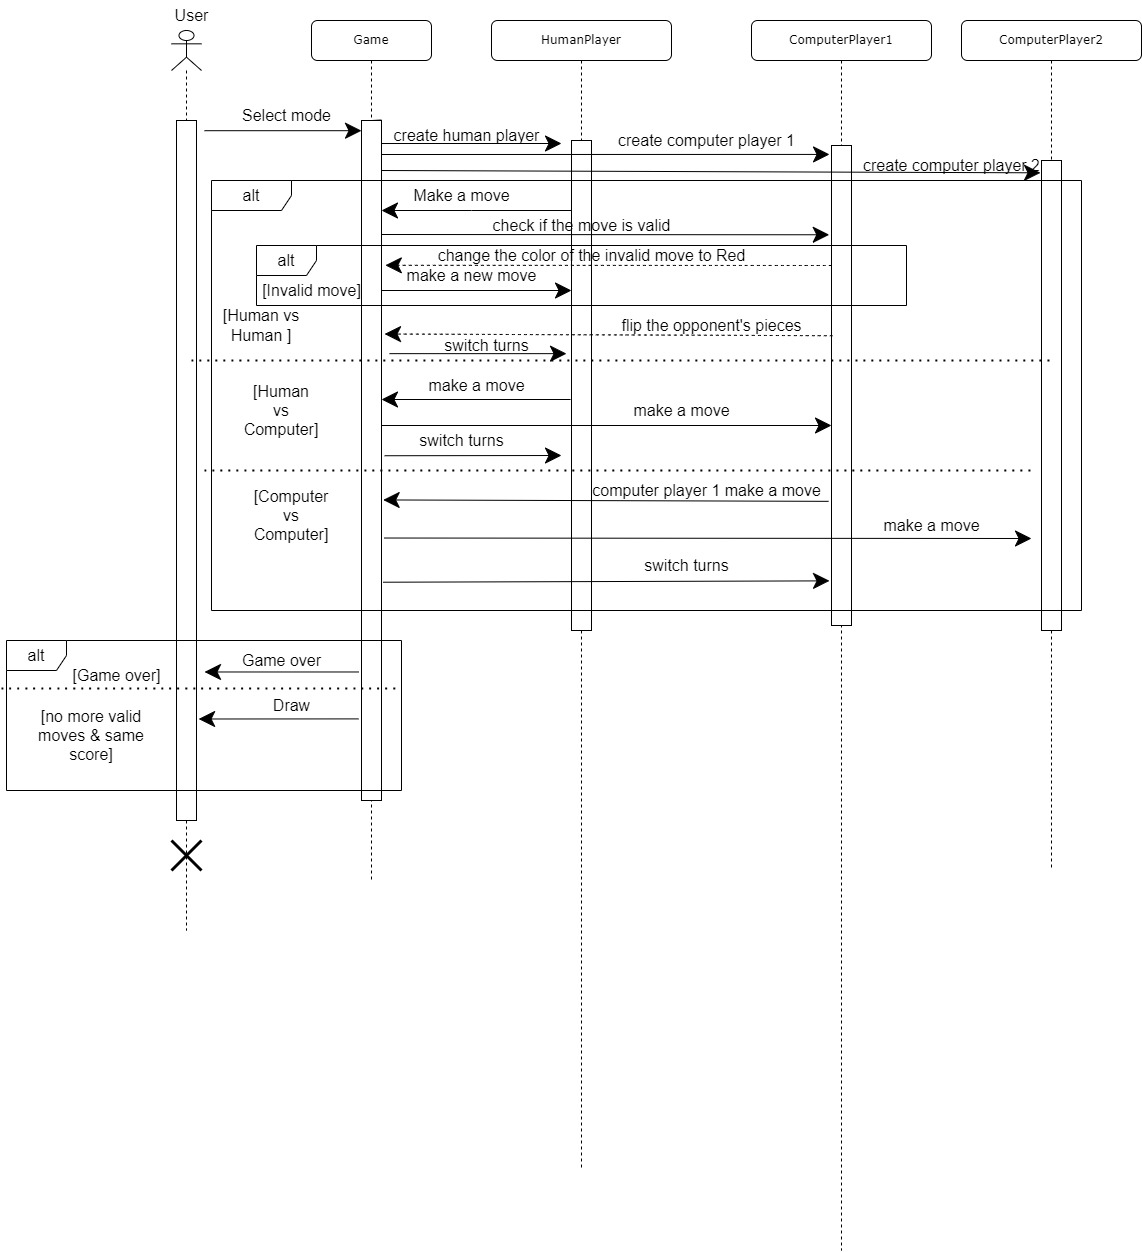 User
Game
HumanPlayer
ComputerPlayer1
ComputerPlayer2
Select mode
create human player
create computer player 1
create computer player 2
alt
Make a move
check if the move is valid
alt
change the color of the invalid move to Red
make a new move
[Invalid move]
[Human vs
Human ]
flip the opponent's pieces
switch turns
[Human
vs
Computer]
make a move
make a move
switch turns
[Computer
vs
Computer]
computer player 1 make a move
make a move
switch turns
alt
Game over
[Game over]
Draw
[no more valid
moves & same
score]